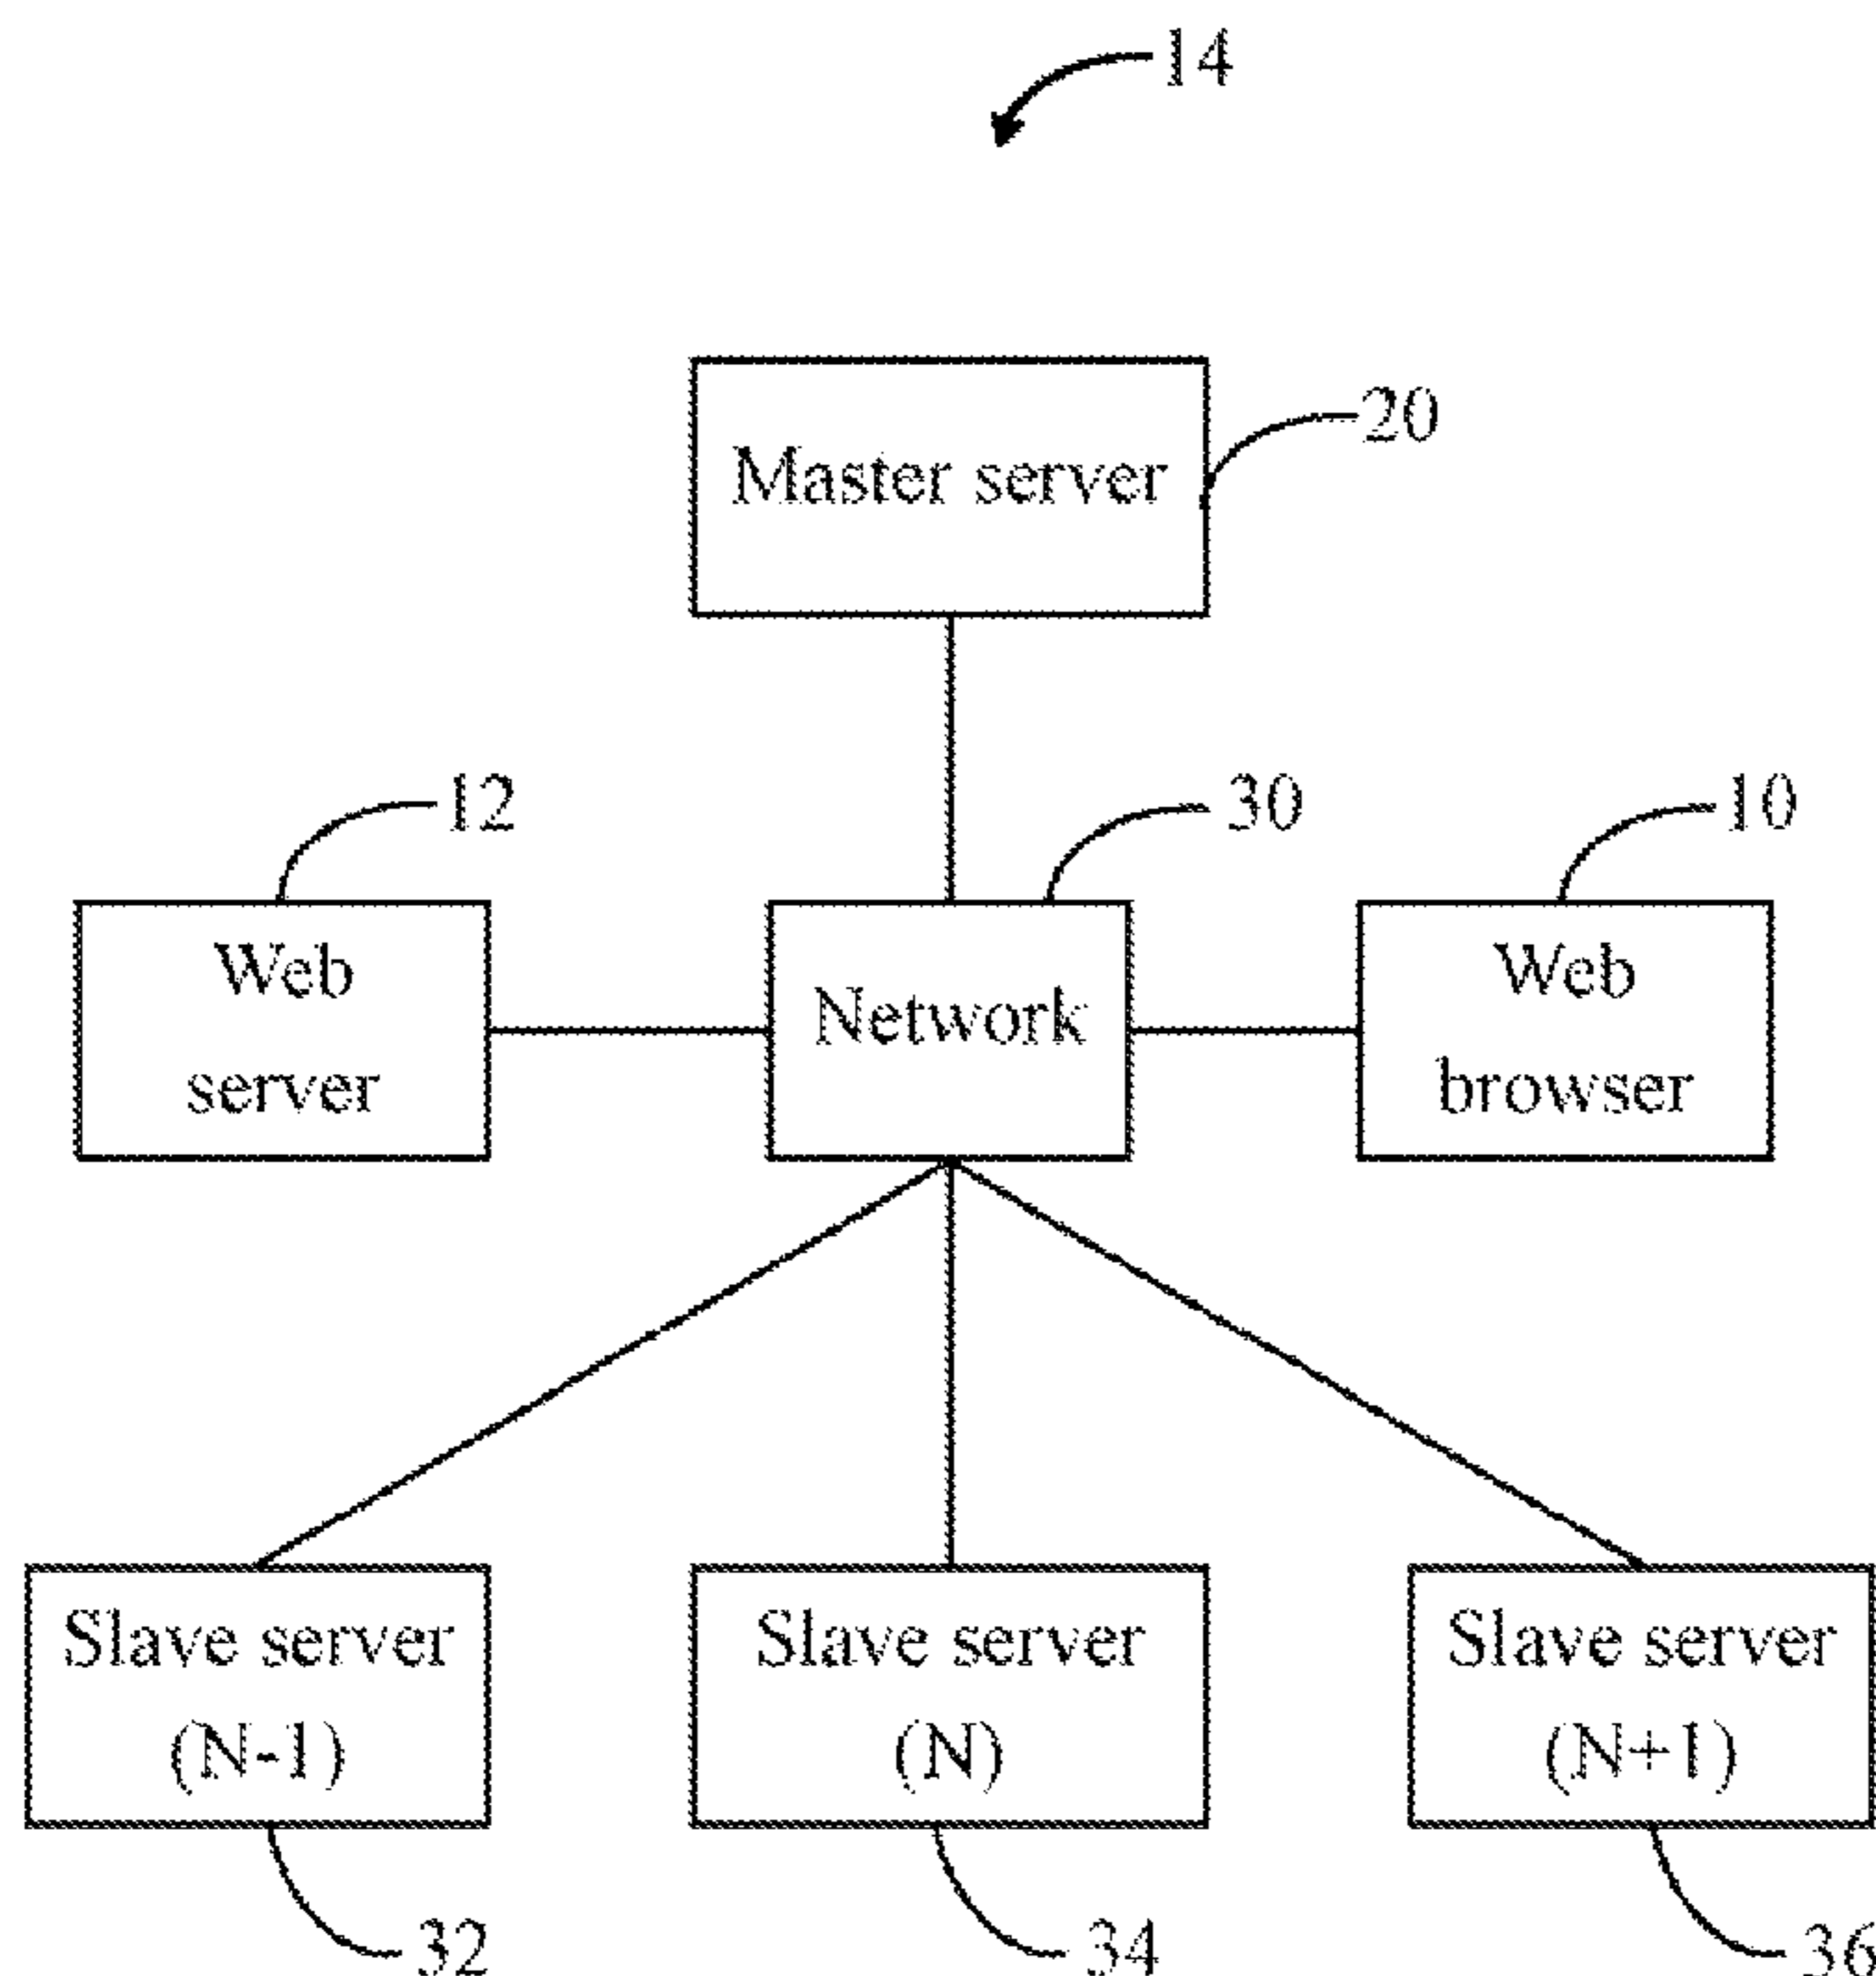 14
Master server
20
12
30
10
Web
server
Network
Web
browser
Slave server
(N-1)
Slave server
(N)
Slave server
(N+1)
32
34
36